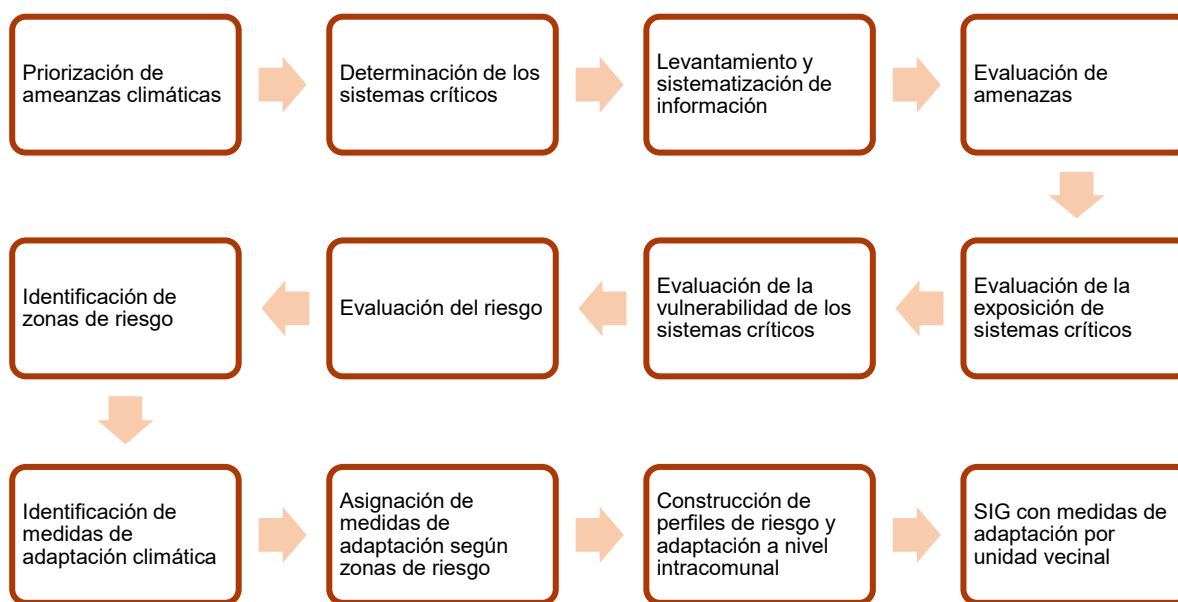 Priorización de
ameanzas climáticas
Determinación de los
sistemas críticos
Levantamiento y
sistematización de
información
Evaluación de
amenazas
Evaluación de la
exposición de
sistemas críticos
Evaluación de la
vulnerabilidad de los
sistemas críticos
Evaluación del riesgo
Identificación de
zonas de riesgo
Identificación de
medidas de
adaptación climática
Asignación de
medidas de
adaptación según
zonas de riesgo
Construcción de
perfiles de riesgo y
adaptación a nivel
intracomunal
SIG con medidas de
adaptación por
unidad vecinal